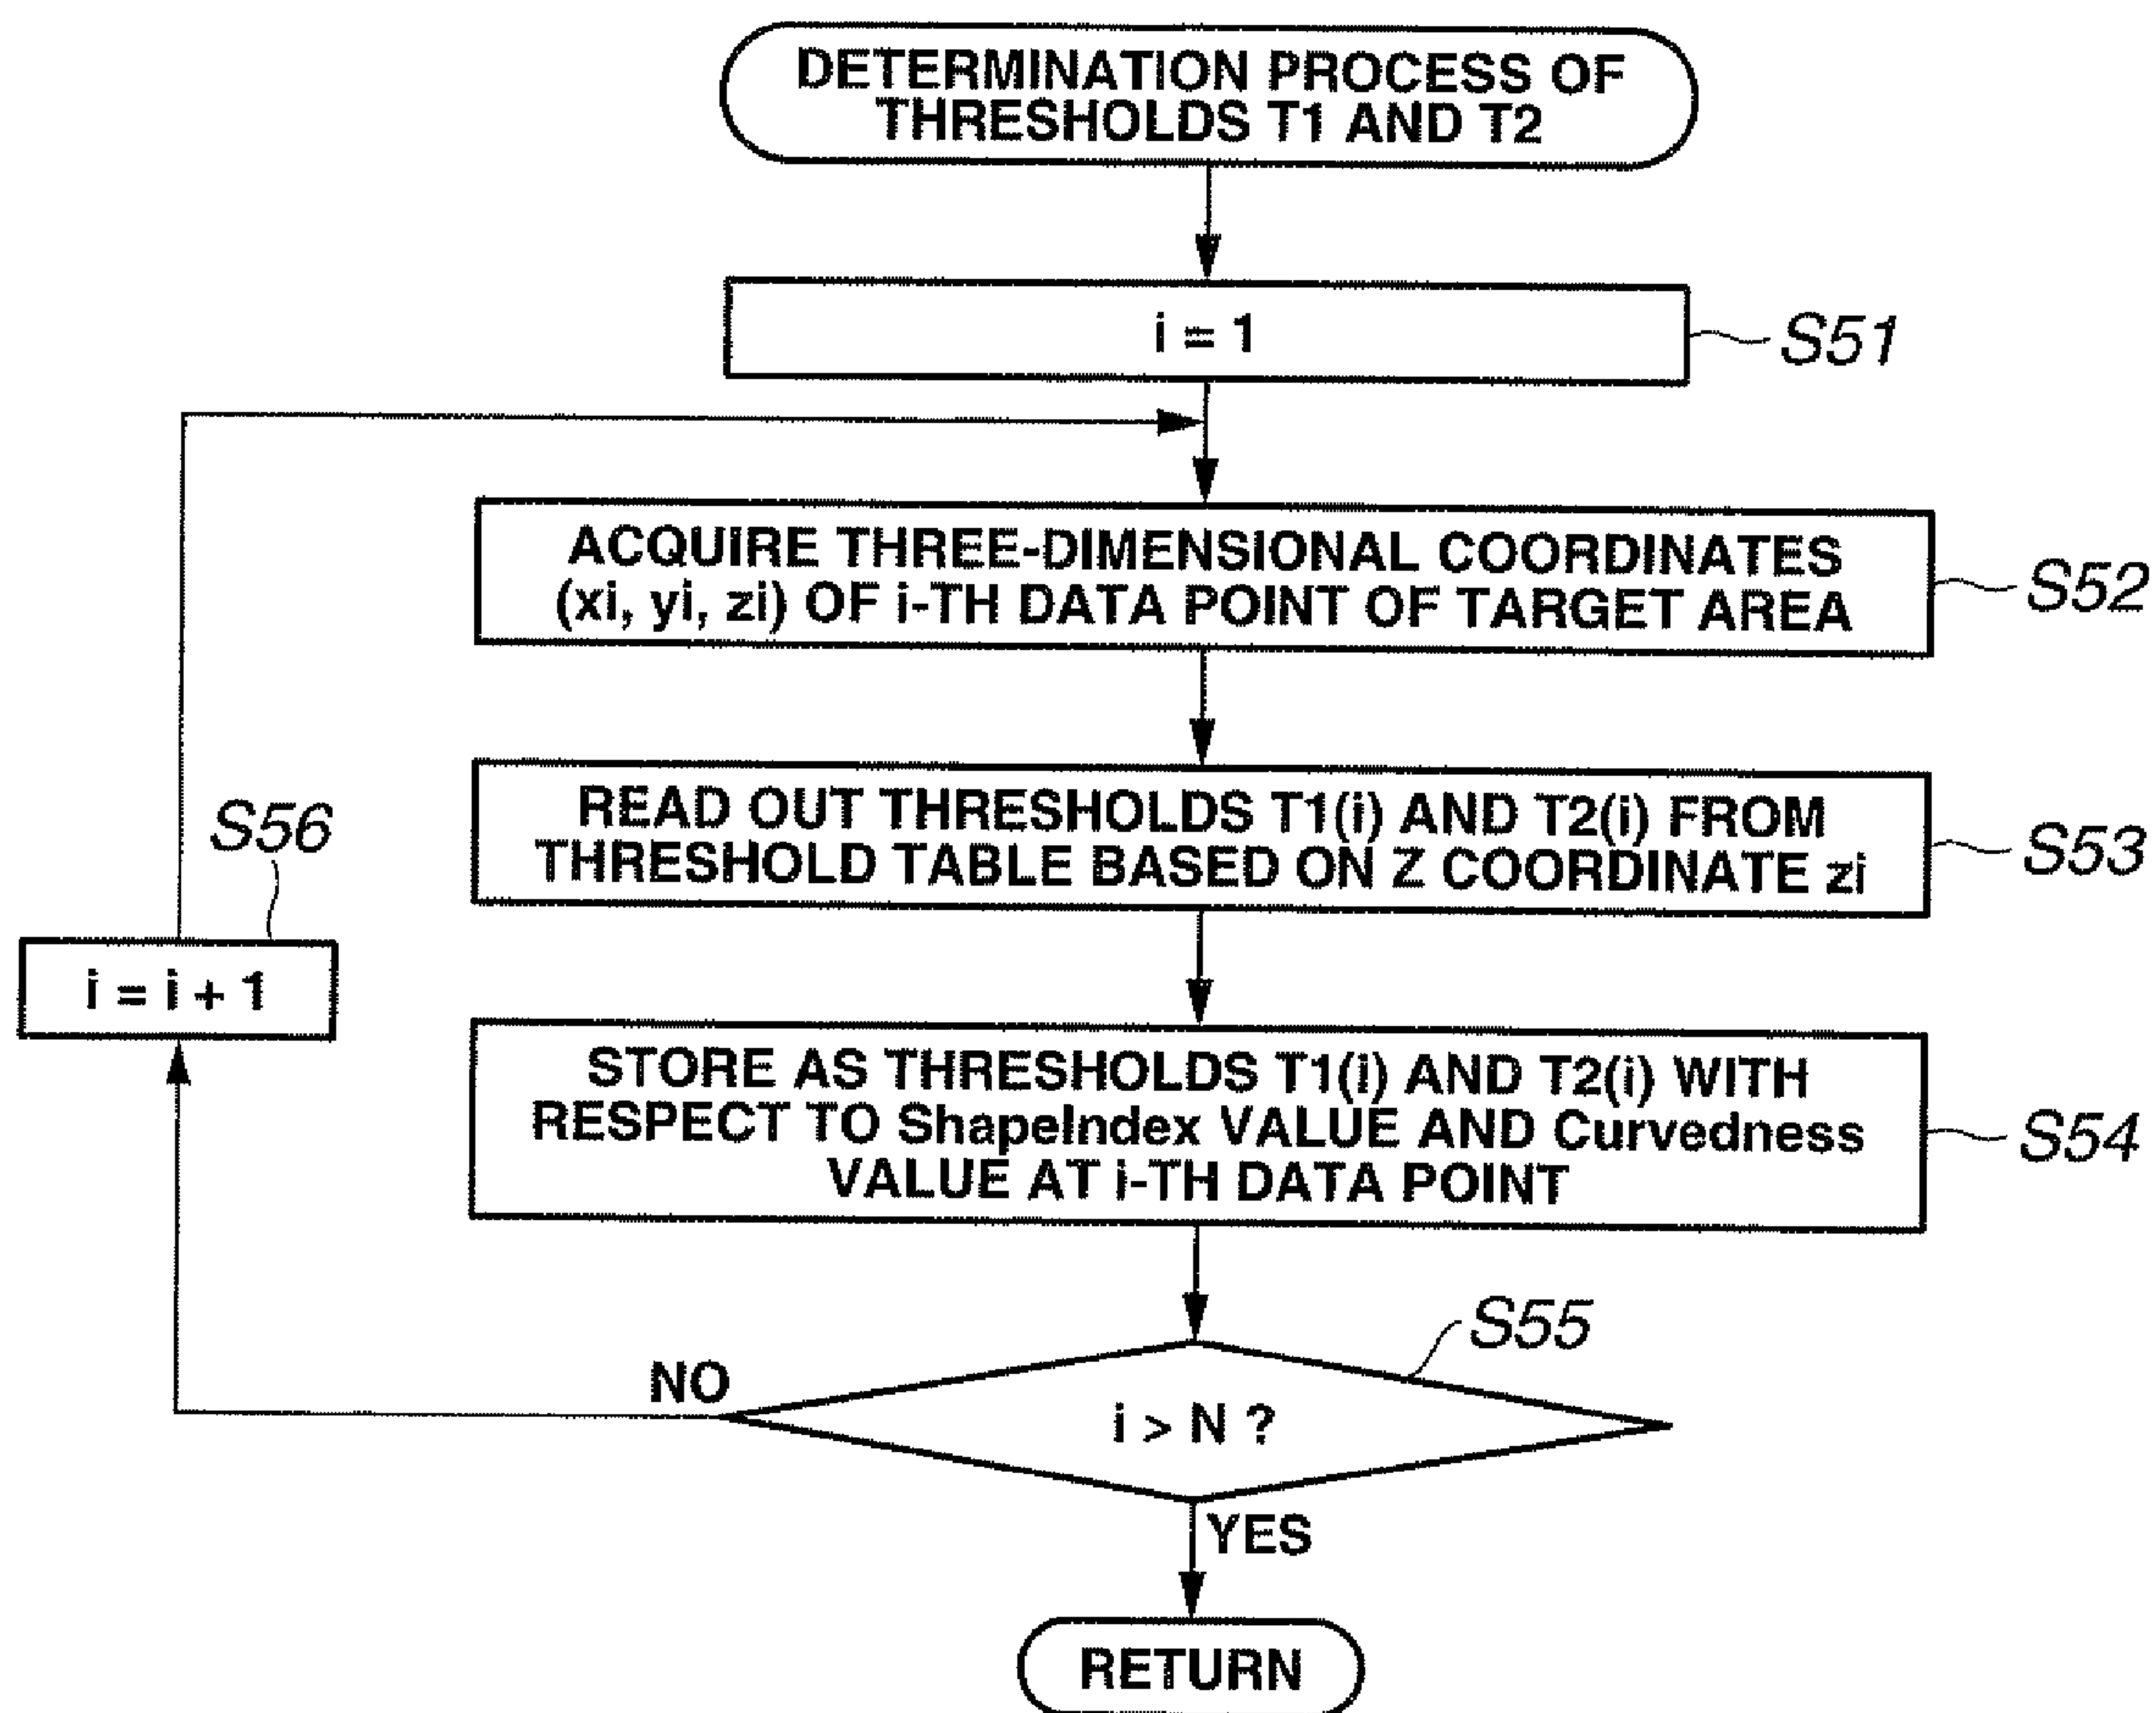 DETERMINATION PROCESS OF
THRESHOLDS T1 AND T2
i = 1
S51
ACQUIRE THREE-DIMENSIONAL COORDINATES
(xi, yi, zi) OF i-TH DATA POINT OF TARGET AREA
S52
READ OUT THRESHOLDS T1(i) AND T2(i) FROM
THRESHOLD TABLE BASED ON Z COORDINATE zi
S53
S56
i = i + 1
STORE AS THRESHOLDS T1(i) AND T2(i) WITH
RESPECT TO ShapeIndex VALUE AND Curvedness
VALUE AT i-TH DATA POINT
S54
S55
NO
i > N ?
YES
RETURN